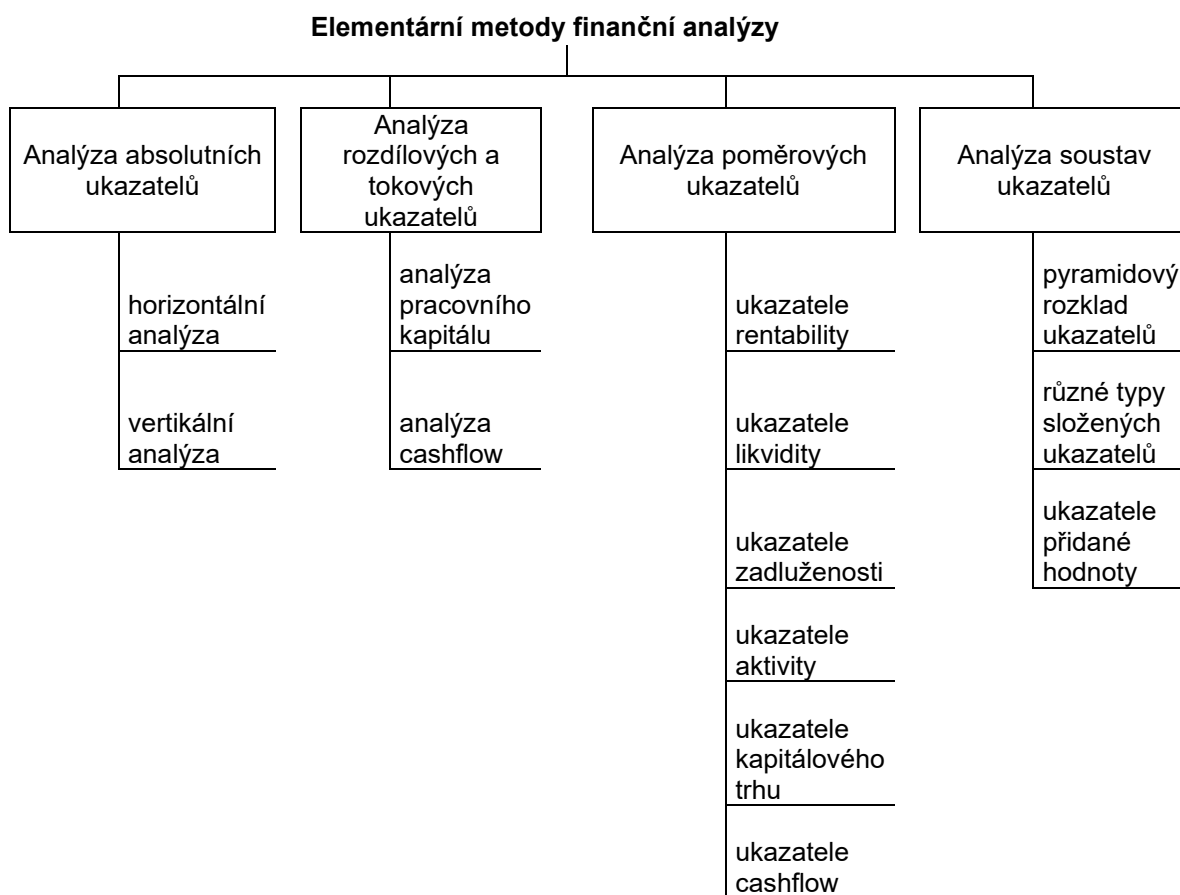 Elementární metody finanční analýzy
Analýza absolutních
ukazatelů
Analýza
rozdílových a
tokových
ukazatelů
Analýza poměrových
ukazatelů
Analýza soustav
ukazatelů
horizontální
analýza
vertikální
analýza
analýza
pracovního
kapitálu
analýza
cashflow
ukazatele
rentability
ukazatele
likvidity
ukazatele
zadluženosti
ukazatele
aktivity
ukazatele
kapitálového
trhu
ukazatele
cashflow
pyramidový
rozklad
ukazatelů
různé typy
složených
ukazatelů
ukazatele
přidané
hodnoty